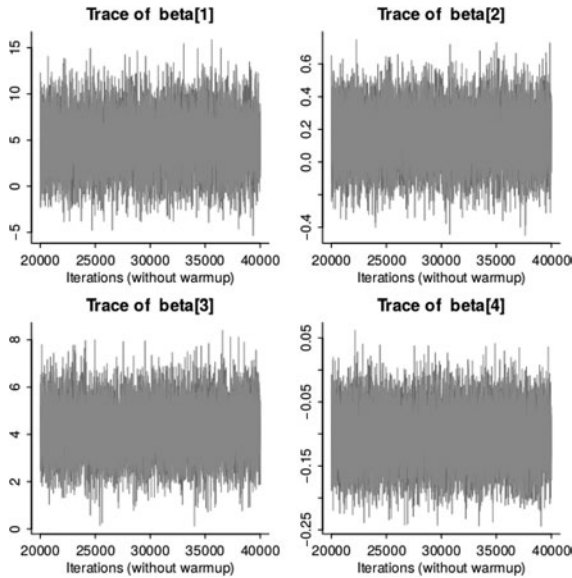 Trace of beta[1]
15
10
5
0
−5
20000 25000 30000 35000 40000
Iterations (without warmup)
Trace of beta[2]
0.6
0.4
0.2
0.0
−0.4
20000 25000 30000 35000 40000
Iterations (without warmup)
Trace of beta[3]
8
6
4
2
0
20000 25000 30000 35000 40000
Iterations (without warmup)
Trace of beta[4]
0.05
−0.05
−0.15
−0.25
20000 25000 30000 35000 40000
Iterations (without warmup)